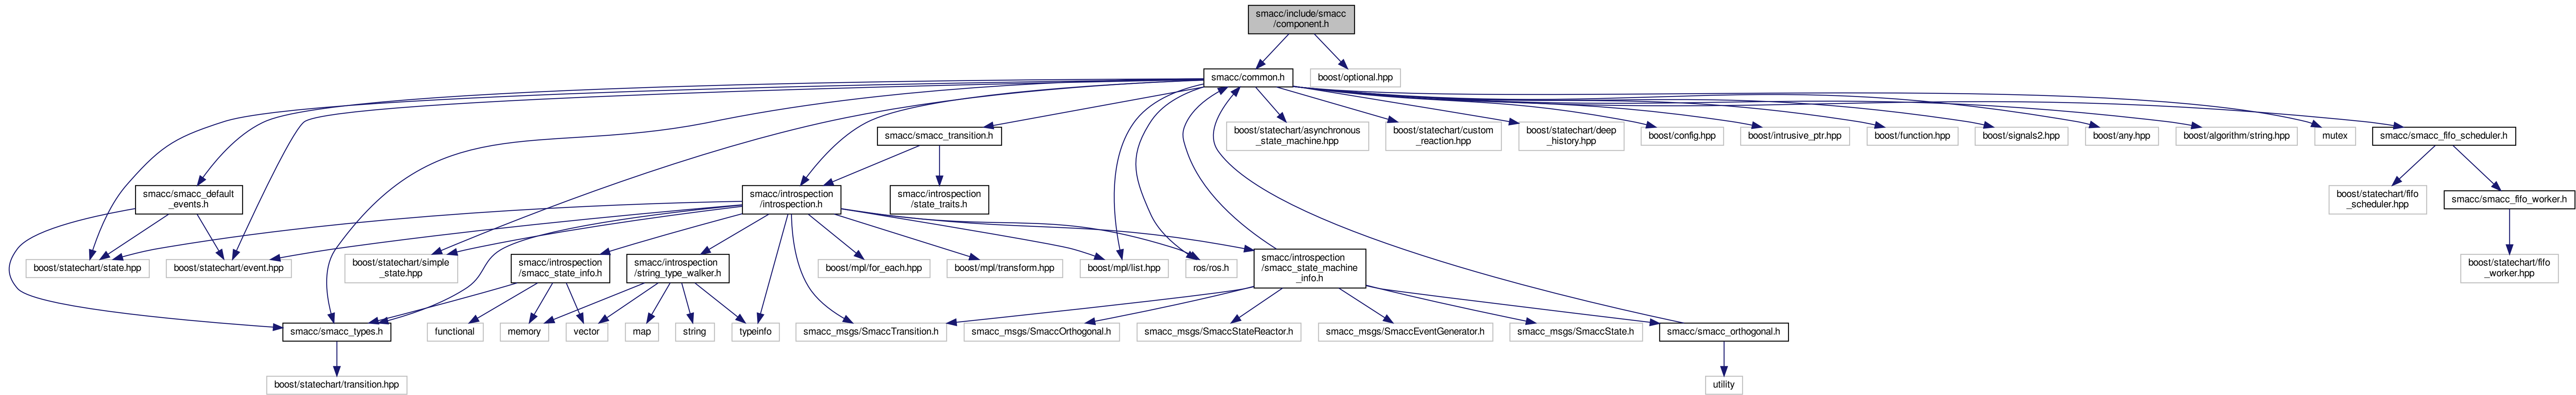 smacc/include/smacc
/component.h
smacc/common.h
boost/optional.hpp
smacc/smacc_transition.h
boost/statechart/asynchronous
_state_machine.hpp
boost/statechart/custom
_reaction.hpp
boost/statechart/deep
_history.hpp
boost/config.hpp
boost/intrusive_ptr.hpp
boost/function.hpp
boost/signals2.hpp
boost/any.hpp
boost/algorithm/string.hpp
mutex
smacc/smacc_fifo_scheduler.h
smacc/smacc_default
_events.h
smacc/introspection
/introspection.h
smacc/introspection
/state_traits.h
boost/statechart/fifo
_scheduler.hpp
smacc/smacc_fifo_worker.h
boost/statechart/state.hpp
boost/statechart/event.hpp
boost/statechart/simple
_state.hpp
smacc/introspection
/smacc_state_info.h
smacc/introspection
/string_type_walker.h
boost/mpl/for_each.hpp
boost/mpl/transform.hpp
boost/mpl/list.hpp
ros/ros.h
smacc/introspection
/smacc_state_machine
_info.h
boost/statechart/fifo
_worker.hpp
smacc/smacc_types.h
functional
memory
vector
map
string
typeinfo
smacc_msgs/SmaccTransition.h
smacc_msgs/SmaccOrthogonal.h
smacc_msgs/SmaccStateReactor.h
smacc_msgs/SmaccEventGenerator.h
smacc_msgs/SmaccState.h
smacc/smacc_orthogonal.h
boost/statechart/transition.hpp
utility